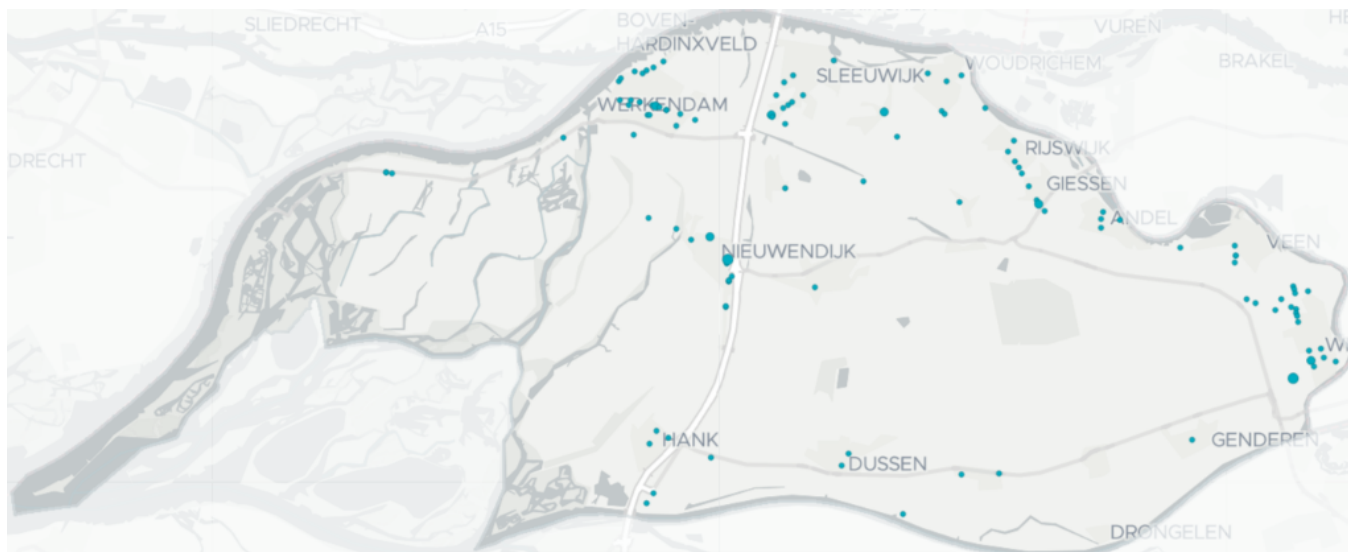 SLIEDRECHT
A15
BOVEN-
HARDINXVELD
VUREN
SLEEUWIJK
WOUDRICHEM
BRAKEL
WERKENDAM
DRECHT
RIJSWIJK
GIESSEN
ANDEL
VEEN
NIEUWENDIJK
HANK
DUSSEN
GENDEREN
DRONGELEN